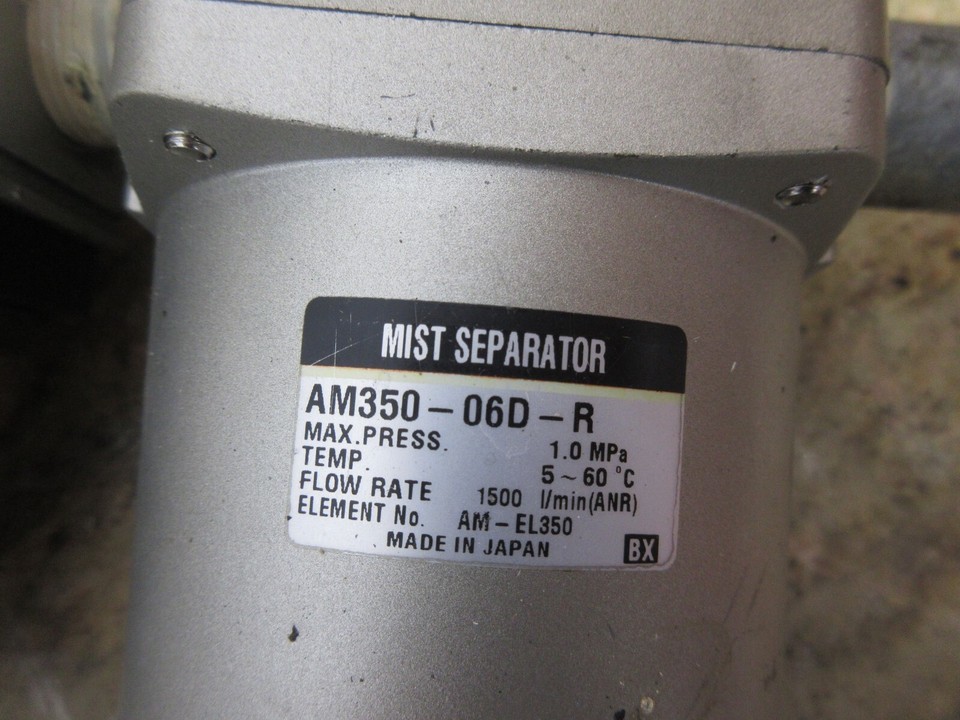 MIST SEPARATOR
AM350-06D-R
MAX.PRESS. 1.0 MPa
TEMP. 5~60 °C
FLOW RATE 1500 l/min(ANR)
ELEMENT No. AM-EL350
MADE IN JAPAN BX